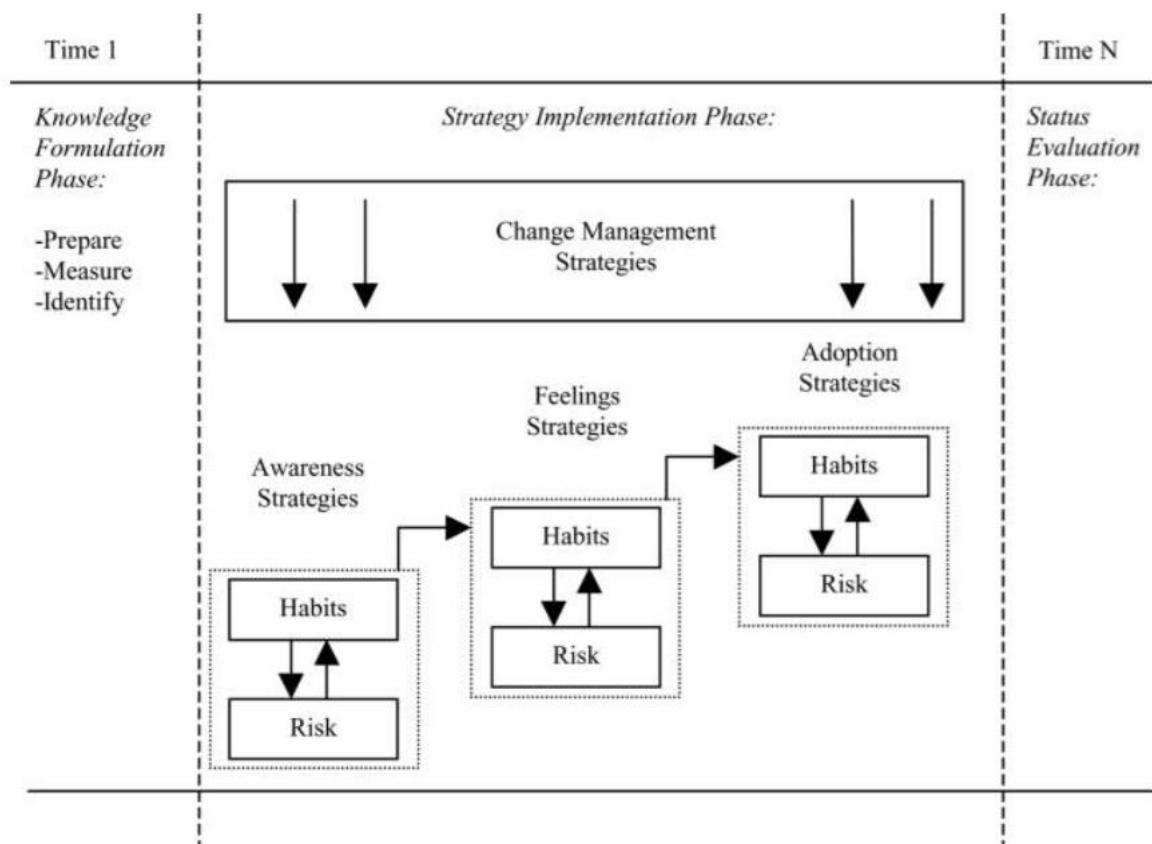 Time 1
Time N
Knowledge
Formulation
Phase:
-Prepare
-Measure
-Identify
Strategy Implementation Phase:
Status
Evaluation
Phase:
Change Management
Strategies
Awareness
Strategies
Habits
Risk
Feelings
Strategies
Habits
Risk
Adoption
Strategies
Habits
Risk